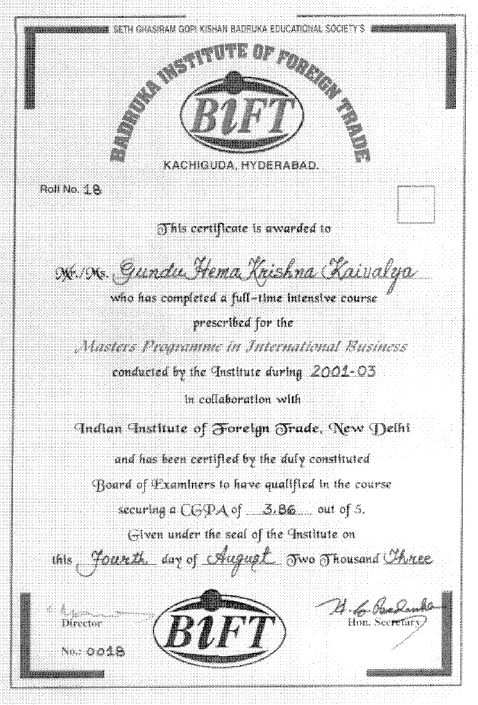 SETH GHASIRAM GOPI KISHAN BADRUKA EDUCATIONAL SOCIETY'S
BADRUKA INSTITUTE OF FOREIGN TRADE
BiFT
KACHIGUDA, HYDERABAD.
Roll No. 18
This certificate is awarded to
Mr./Ms. Gundu Hema Krishna Kaivalya
who has completed a full-time intensive course
prescribed for the
Masters Programme in International Business
conducted by the Institute during 2001-03
in collaboration with
Indian Institute of Foreign Trade, New Delhi
and has been certified by the duly constituted
Board of Examiners to have qualified in the course
securing a CGPA of 3.86 out of 5.
Given under the seal of the Institute on
this Fourth day of August Two Thousand Three
Director
Hon. Secretary
No.: 0018
BiFT